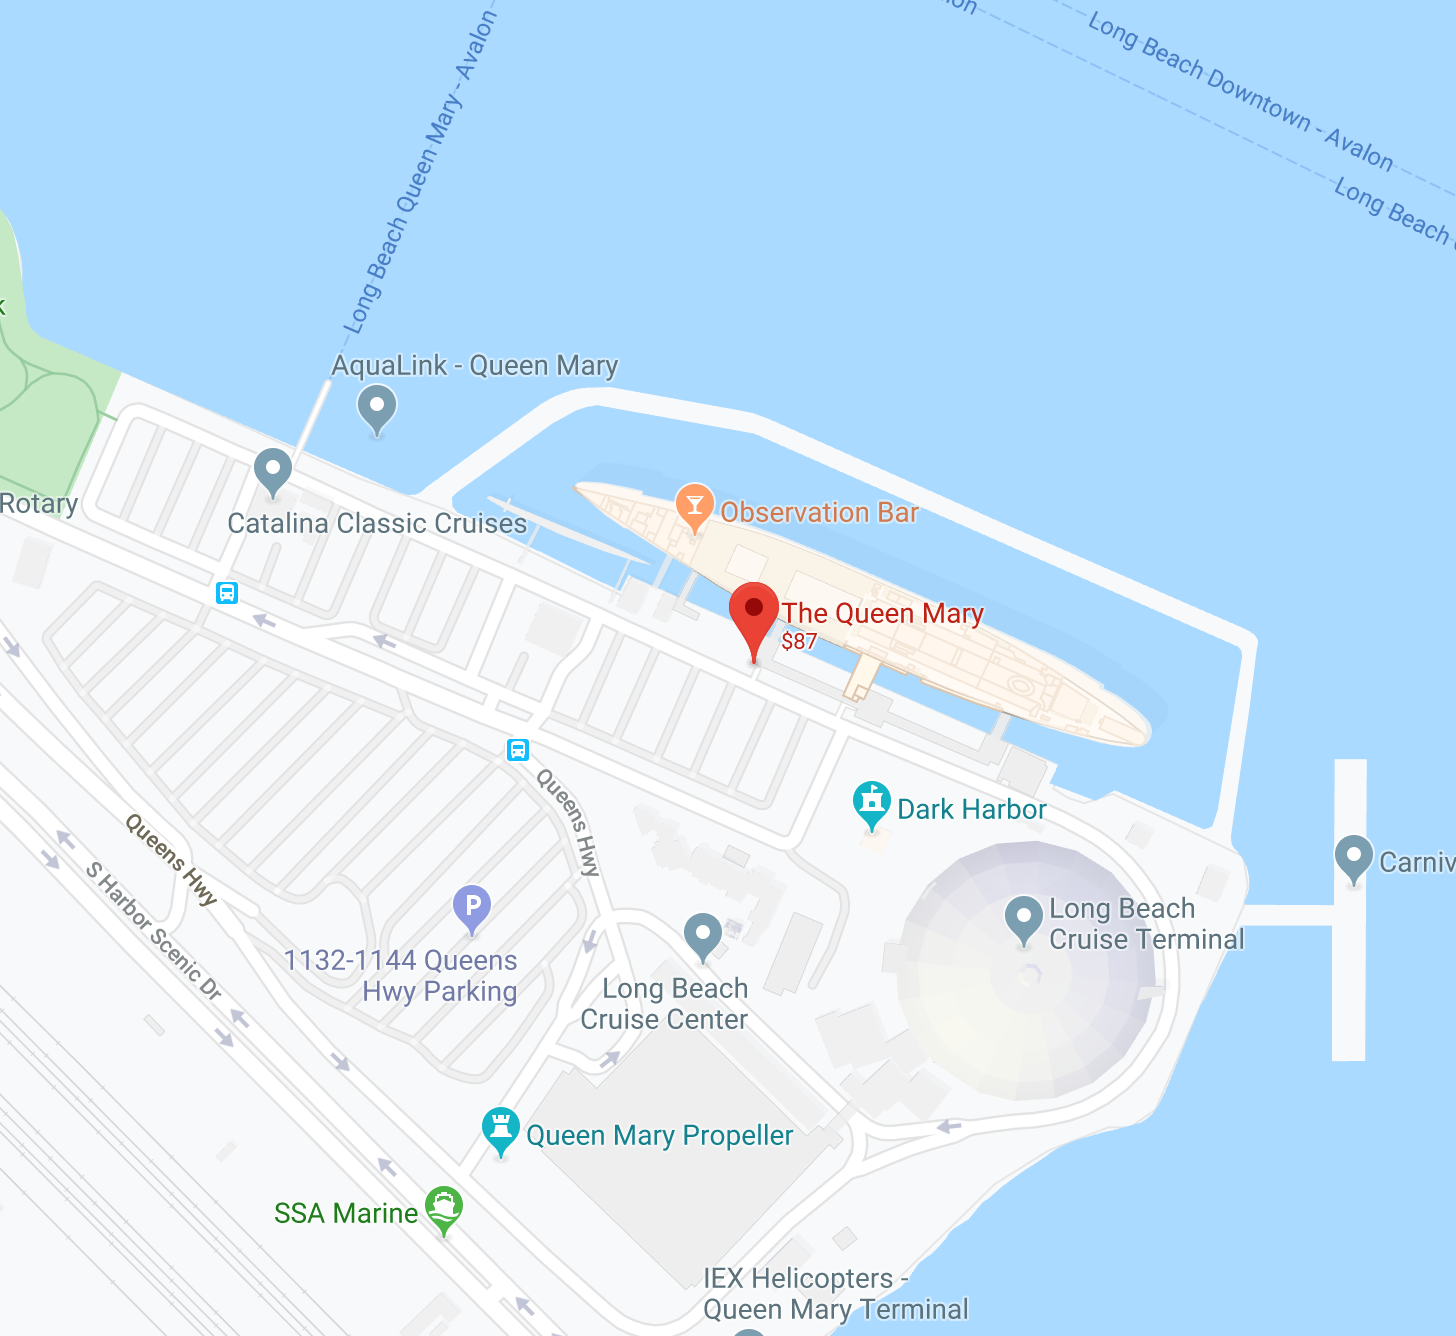 on
Long Beach Downtown - Avalon
Long Beach
Long Beach Queen Mary - Avalon
k
AquaLink - Queen Mary
Rotary
Catalina Classic Cruises
Observation Bar
The Queen Mary
$87
Queens Hwy
Dark Harbor
Queens Hwy
S Harbor Scenic Dr
P
1132-1144 Queens
Hwy Parking
Long Beach
Cruise Center
Long Beach
Cruise Terminal
Carniv
Queen Mary Propeller
SSA Marine
IEX Helicopters -
Queen Mary Terminal